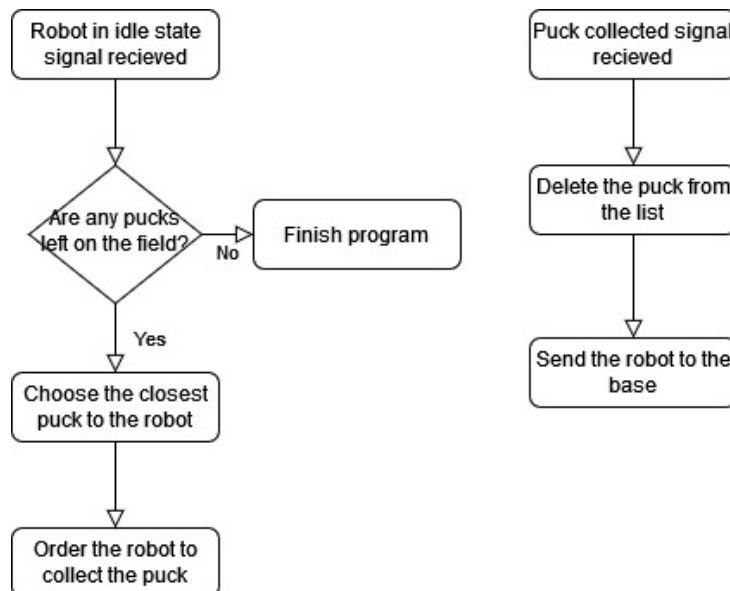 Robot in idle state
signal recieved
Are any pucks
left on the field?
No
Finish program
Yes
Choose the closest
puck to the robot
Order the robot to
collect the puck
Puck collected signal
recieved
Delete the puck from
the list
Send the robot to the
base